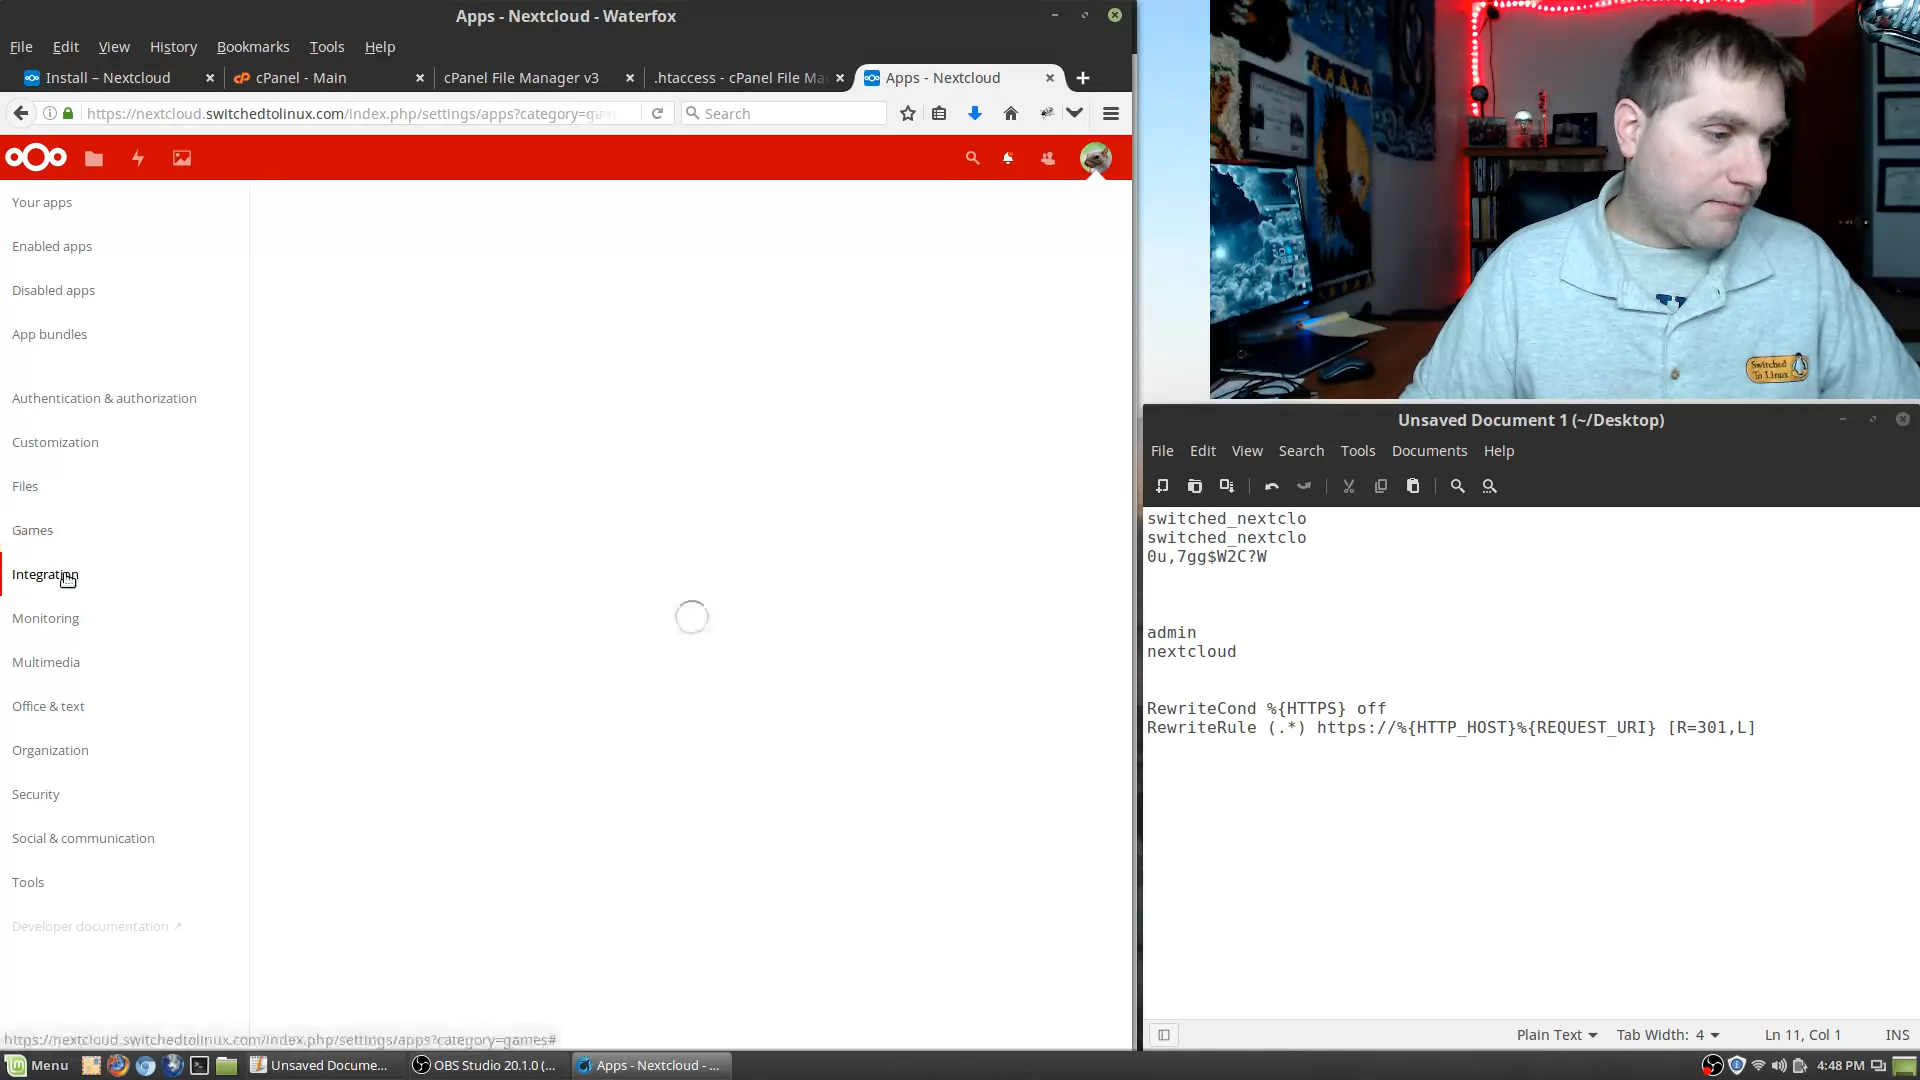 Apps - Nextcloud - Waterfox
File Edit View History Bookmarks Tools Help
Install – Nextcloud
cPanel - Main
cPanel File Manager v3
.htaccess - cPanel File Ma
Apps - Nextcloud
https://nextcloud.switchedtolinux.com/index.php/settings/apps?category=gam
Search
Your apps
Enabled apps
Disabled apps
App bundles
Authentication & authorization
Customization
Files
Games
Integration
Monitoring
Multimedia
Office & text
Organization
Security
Social & communication
Tools
Developer documentation ↗
https://nextcloud.switchedtolinux.com/index.php/settings/apps?category=games#
Switched
To Linux
Unsaved Document 1 (~/Desktop)
File Edit View Search Tools Documents Help
switched_nextclo
switched_nextclo
0u,7gg$W2C?W
admin
nextcloud
RewriteCond %{HTTPS} off
RewriteRule (.*) https://%{HTTP_HOST}%{REQUEST_URI} [R=301,L]
Plain Text Tab Width: 4 Ln 11, Col 1 INS
Menu
Unsaved Docume...
OBS Studio 20.1.0 (...
Apps - Nextcloud - ...
4:48 PM